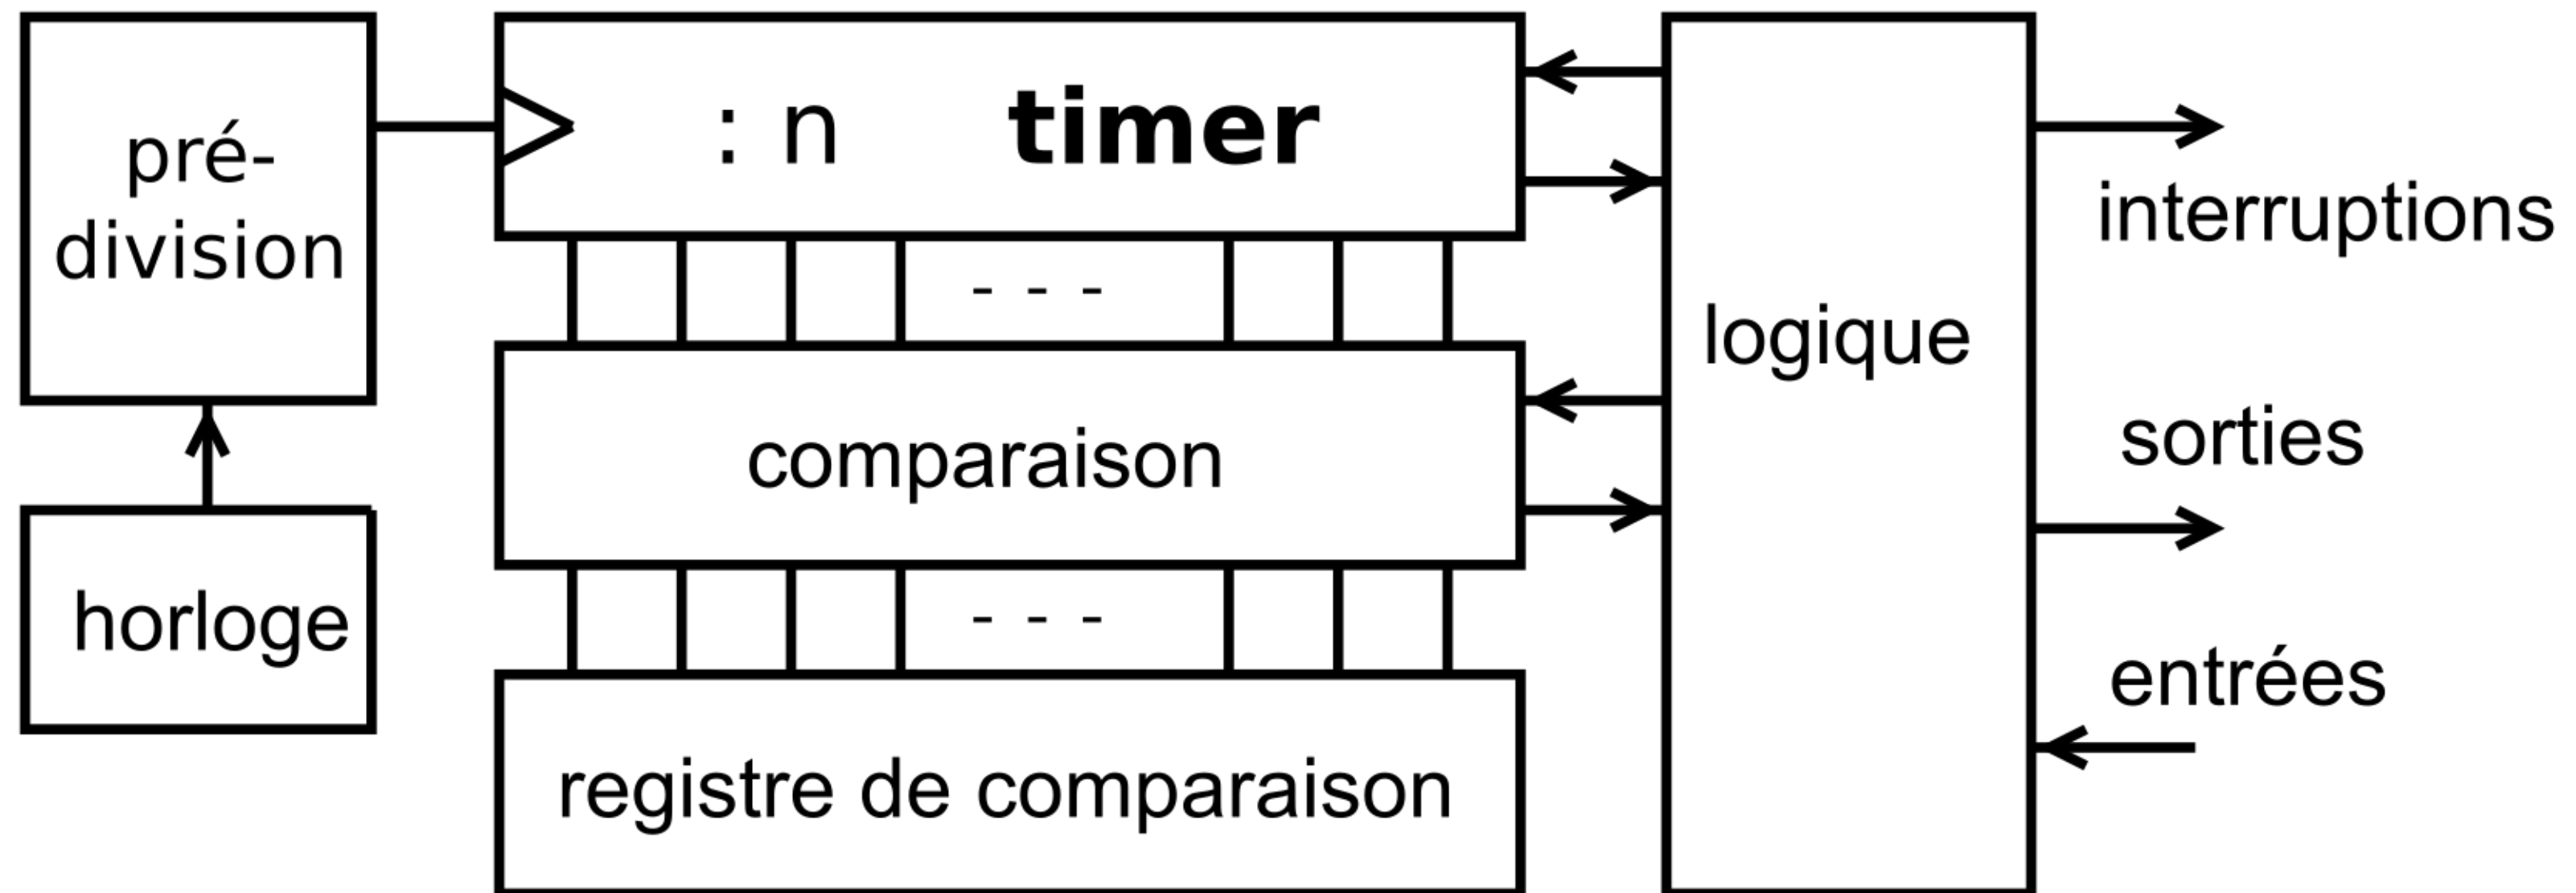 pré-
division
horloge
: n timer
- - -
comparaison
- - -
registre de comparaison
logique
interruptions
sorties
entrées